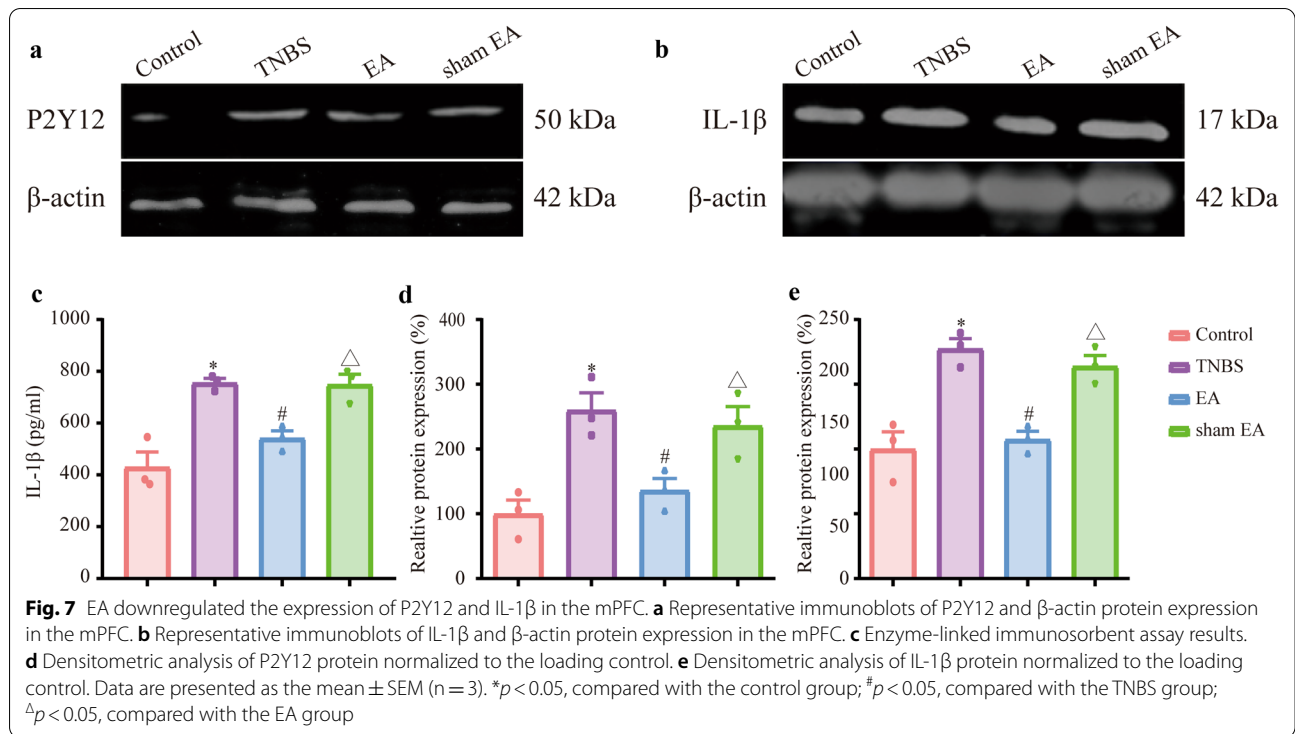 a
Control TNBS EA sham EA
P2Y12 50 kDa
β-actin 42 kDa
b
Control TNBS EA sham EA
IL-1β 17 kDa
β-actin 42 kDa
c
IL-1β (pg/ml)
1000
800
600
400
200
0
* # △
d
Realtive protein expression (%)
400
300
200
100
0
* # △
e
Realtive protein expression (%)
250
200
150
100
50
0
* # △
Control
TNBS
EA
sham EA
Fig. 7 EA downregulated the expression of P2Y12 and IL-1β in the mPFC. a Representative immunoblots of P2Y12 and β-actin protein expression
in the mPFC. b Representative immunoblots of IL-1β and β-actin protein expression in the mPFC. c Enzyme-linked immunosorbent assay results.
d Densitometric analysis of P2Y12 protein normalized to the loading control. e Densitometric analysis of IL-1β protein normalized to the loading
control. Data are presented as the mean ± SEM (n = 3). *p < 0.05, compared with the control group; #p < 0.05, compared with the TNBS group;
Δp < 0.05, compared with the EA group